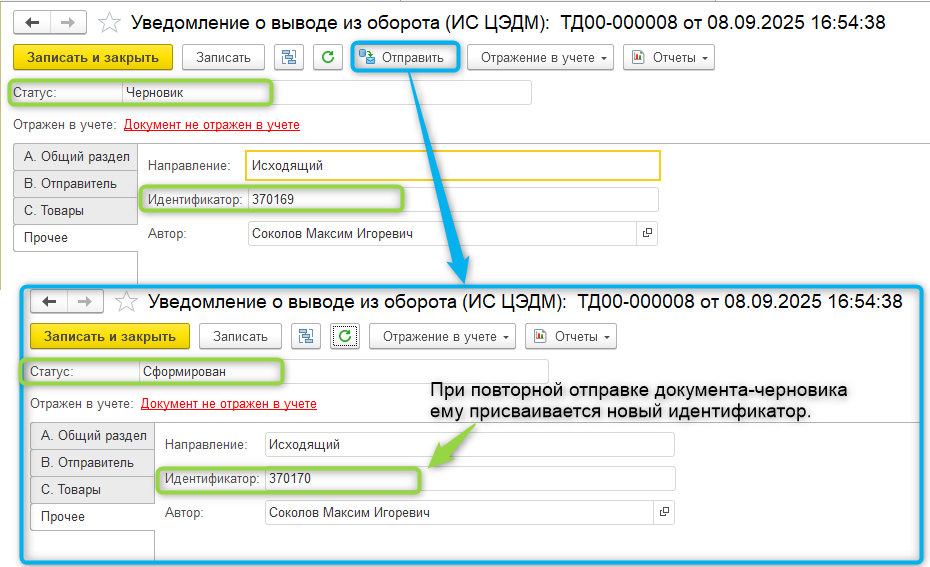 Уведомление о выводе из оборота (ИС ЦЭДМ): ТД00-000008 от 08.09.2025 16:54:38
Записать и закрыть Записать Отправить Отражение в учете Отчеты
Статус: Черновик
Отражен в учете: Документ не отражен в учете
А. Общий раздел
В. Отправитель
С. Товары
Прочее
Направление: Исходящий
Идентификатор: 370169
Автор: Соколов Максим Игоревич
Уведомление о выводе из оборота (ИС ЦЭДМ): ТД00-000008 от 08.09.2025 16:54:38
Записать и закрыть Записать Отражение в учете Отчеты
Статус: Сформирован
Отражен в учете: Документ не отражен в учете
При повторной отправке документа-черновика
ему присваивается новый идентификатор.
А. Общий раздел
В. Отправитель
С. Товары
Прочее
Направление: Исходящий
Идентификатор: 370170
Автор: Соколов Максим Игоревич